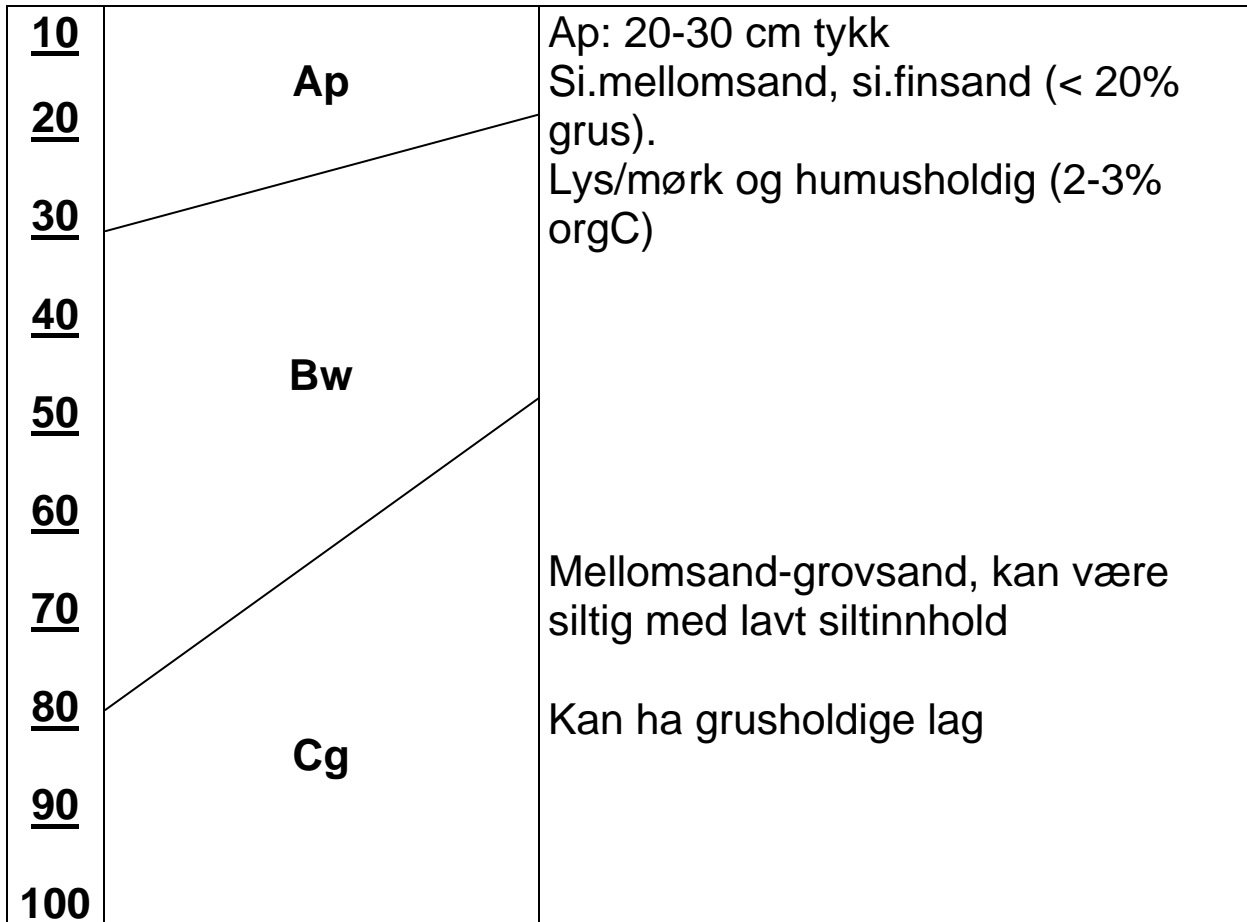 10
20
30
40
50
60
70
80
90
100
Ap
Bw
Cg
Ap: 20-30 cm tykk
Si.mellomsand, si.finsand (< 20%
grus).
Lys/mørk og humusholdig (2-3%
orgC)
Mellomsand-grovsand, kan være
siltig med lavt siltinnhold
Kan ha grusholdige lag